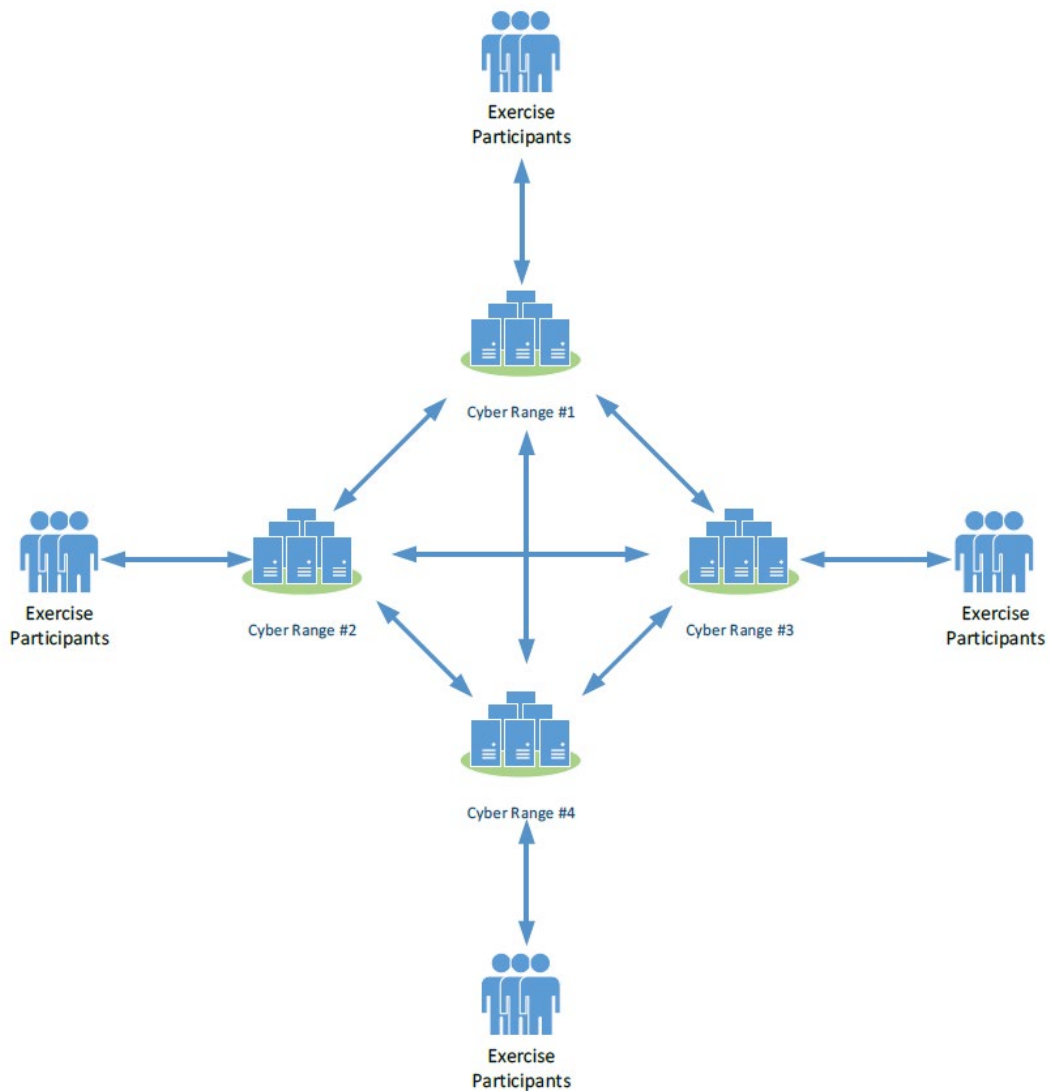 Exercise
Participants
Cyber Range #1
Exercise
Participants
Cyber Range #2
Cyber Range #3
Exercise
Participants
Cyber Range #4
Exercise
Participants